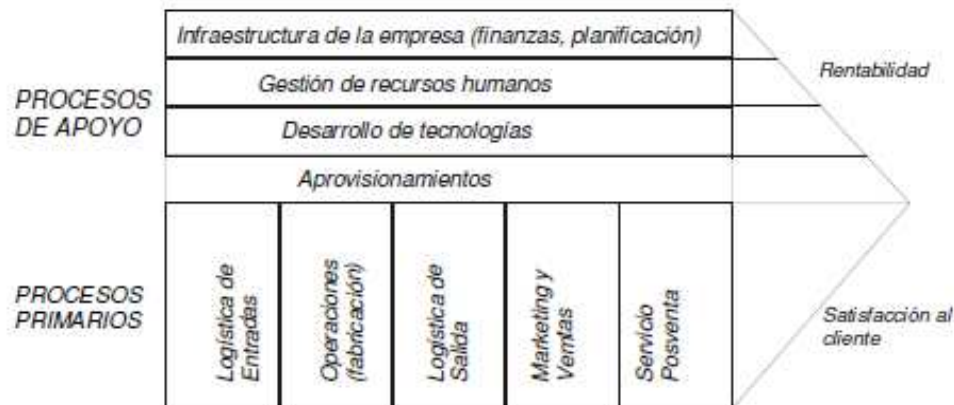 Infraestructura de la empresa (finanzas, planificación)
Rentabilidad
Gestión de recursos humanos
PROCESOS
DE APOYO
Desarrollo de tecnologías
Aprovisionamientos
PROCESOS
PRIMARIOS
Logística de
Entradas
Operaciones
(fabricación)
Logística de
Salida
Marketing y
Vemtas
Servicio
Posventa
Satisfacción al
cliente